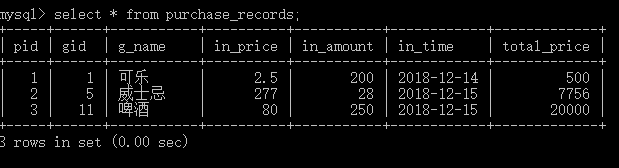 mysql> select * from purchase_records;
+-----+-----+--------+----------+-----------+------------+-------------+
| pid | gid | g_name | in_price | in_amount | in_time | total_price |
+-----+-----+--------+----------+-----------+------------+-------------+
| 1 | 1 | 可乐 | 2.5 | 200 | 2018-12-14 | 500 |
| 2 | 5 | 威士忌 | 277 | 28 | 2018-12-15 | 7756 |
| 3 | 11 | 啤酒 | 80 | 250 | 2018-12-15 | 20000 |
+-----+-----+--------+----------+-----------+------------+-------------+
3 rows in set (0.00 sec)